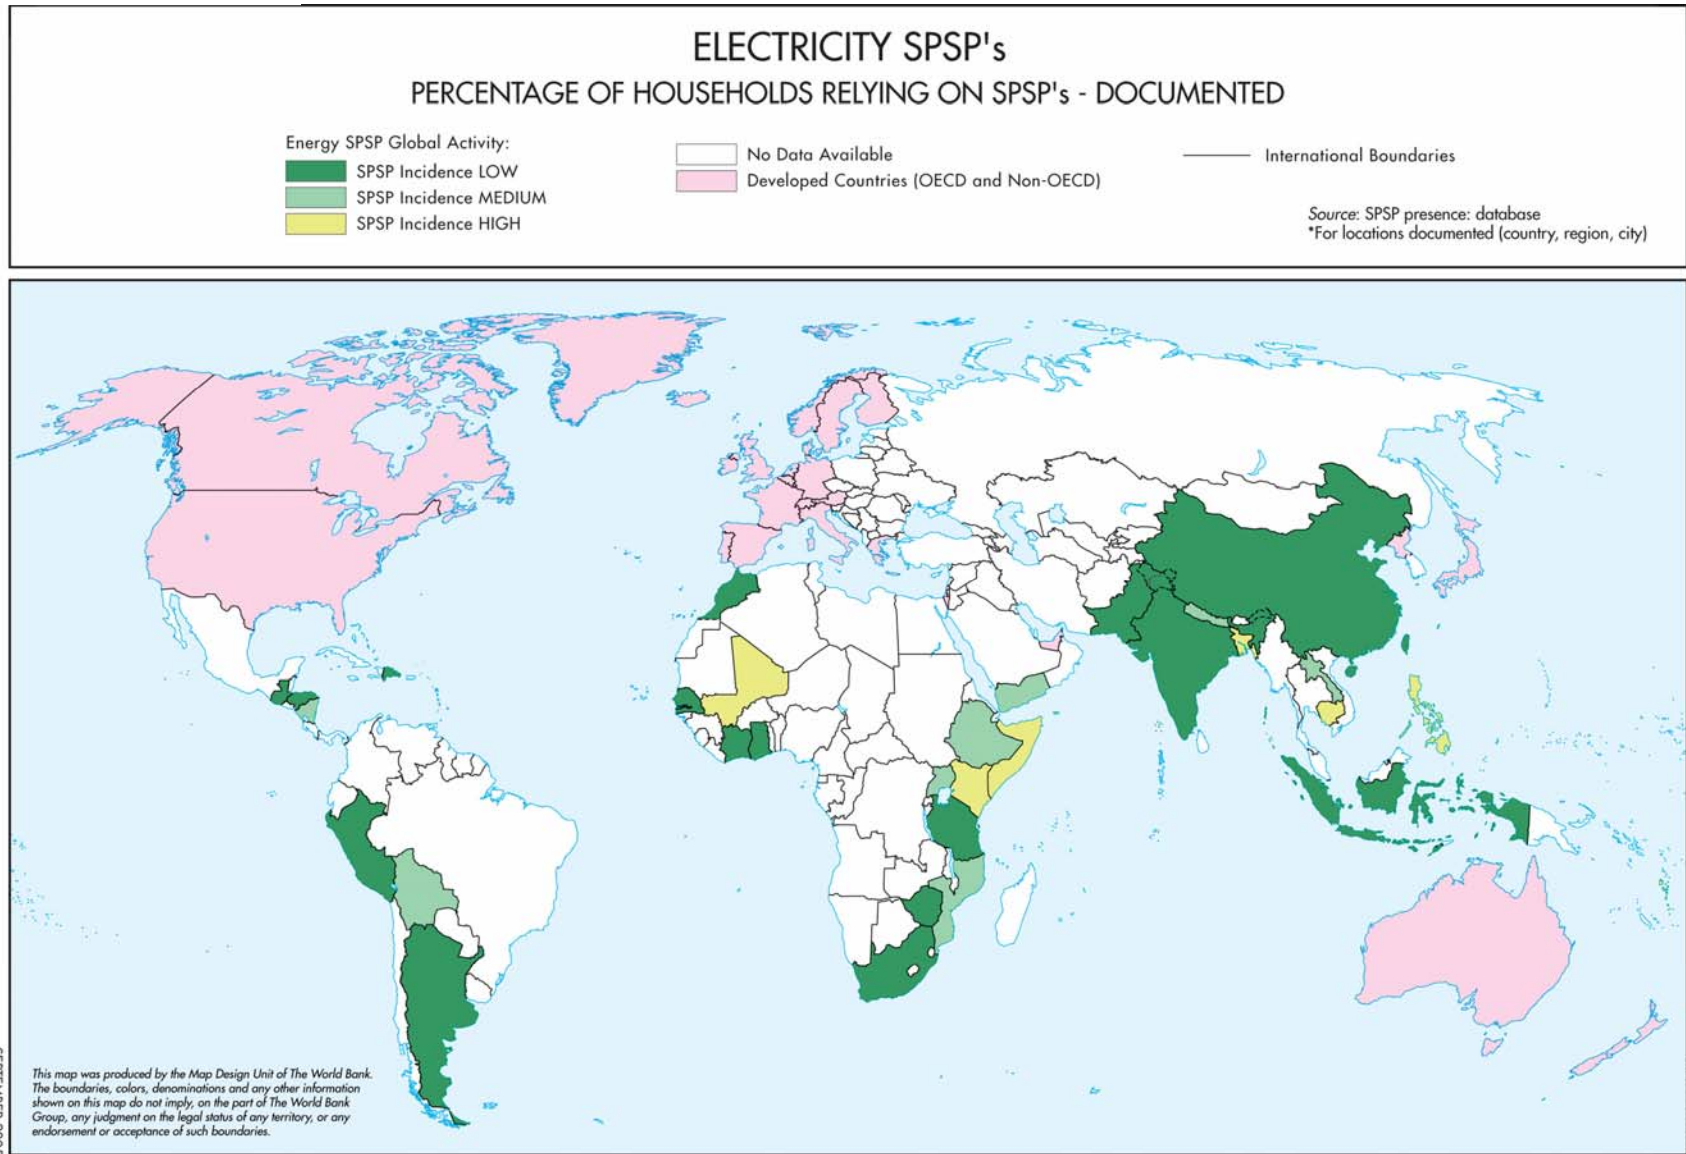 ELECTRICITY SPSP's
PERCENTAGE OF HOUSEHOLDS RELYING ON SPSP's - DOCUMENTED
Energy SPSP Global Activity:
SPSP Incidence LOW
SPSP Incidence MEDIUM
SPSP Incidence HIGH
No Data Available
Developed Countries (OECD and Non-OECD)
International Boundaries
Source: SPSP presence: database
*For locations documented (country, region, city)
This map was produced by the Map Design Unit of The World Bank.
The boundaries, colors, denominations and any other information
shown on this map do not imply, on the part of The World Bank
Group, any judgment on the legal status of any territory, or any
endorsement or acceptance of such boundaries.